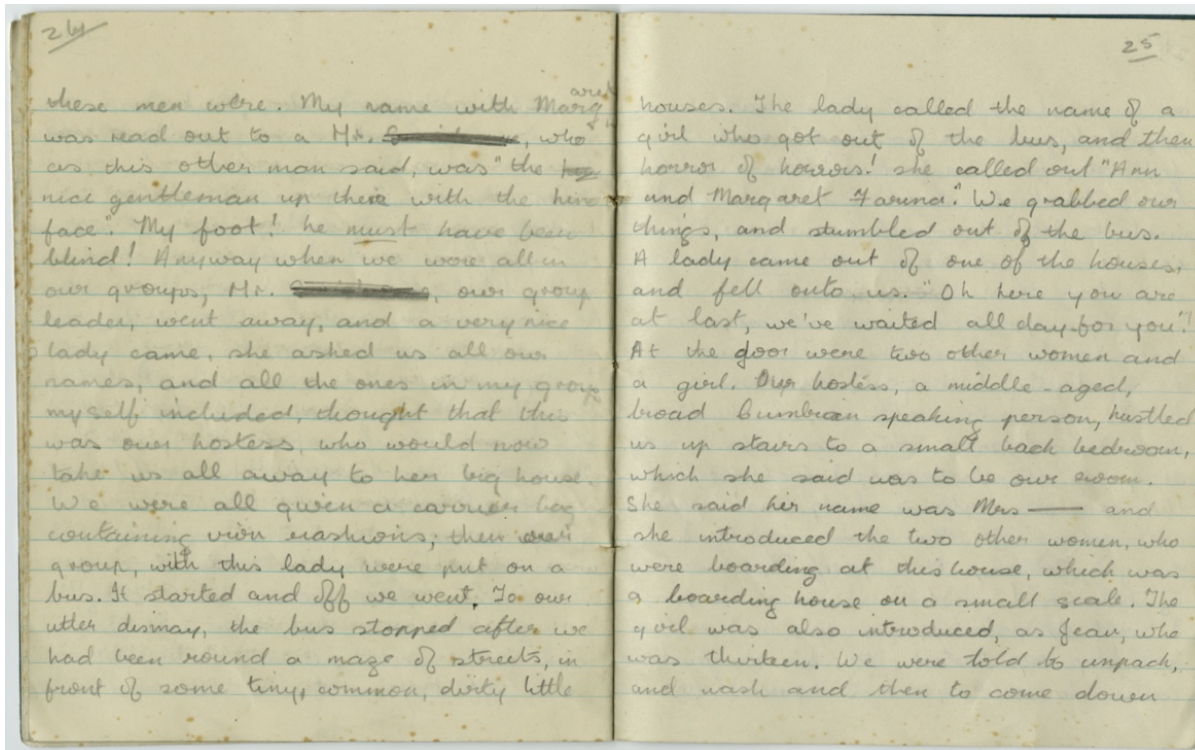 24
these men were. My name with Margaret
was read out to a Mr. , who
as this other man said, was "the
nice gentleman up there with the
face". My foot! he must have been
blind! Anyway when we were all in
our groups, Mr. , our group
leader, went away, and a very nice
lady came, she asked us all our
names, and all the ones in my group
myself included, thought that this
was our hostess, who would now
take us all away to her big house.
We were all given a carrier bag
containing iron rashions, then our
group, with this lady were put on a
bus. It started and off we went. To our
utter dismay, the bus stopped after we
had been round a maze of streets, in
front of some tiny, common, dirty little
25
houses. The lady called the name of a
girl who got out of the bus, and then
horror of horrors! she called out "Ann
and Margaret Farina". We grabbed our
things, and stumbled out of the bus.
A lady came out of one of the houses,
and fell onto us. "Oh here you are
at last, we've waited all day for you"!
At the door were two other women and
a girl. Our hostess, a middle-aged,
broad Cumbrian speaking person, hustled
us up stairs to a small back bedroom,
which she said was to be our room.
She said her name was Mrs —— and
she introduced the two other women, who
were boarding at this house, which was
a boarding house on a small scale. The
girl was also introduced, as Jean, who
was thirteen. We were told to unpack,
and wash and then to come down